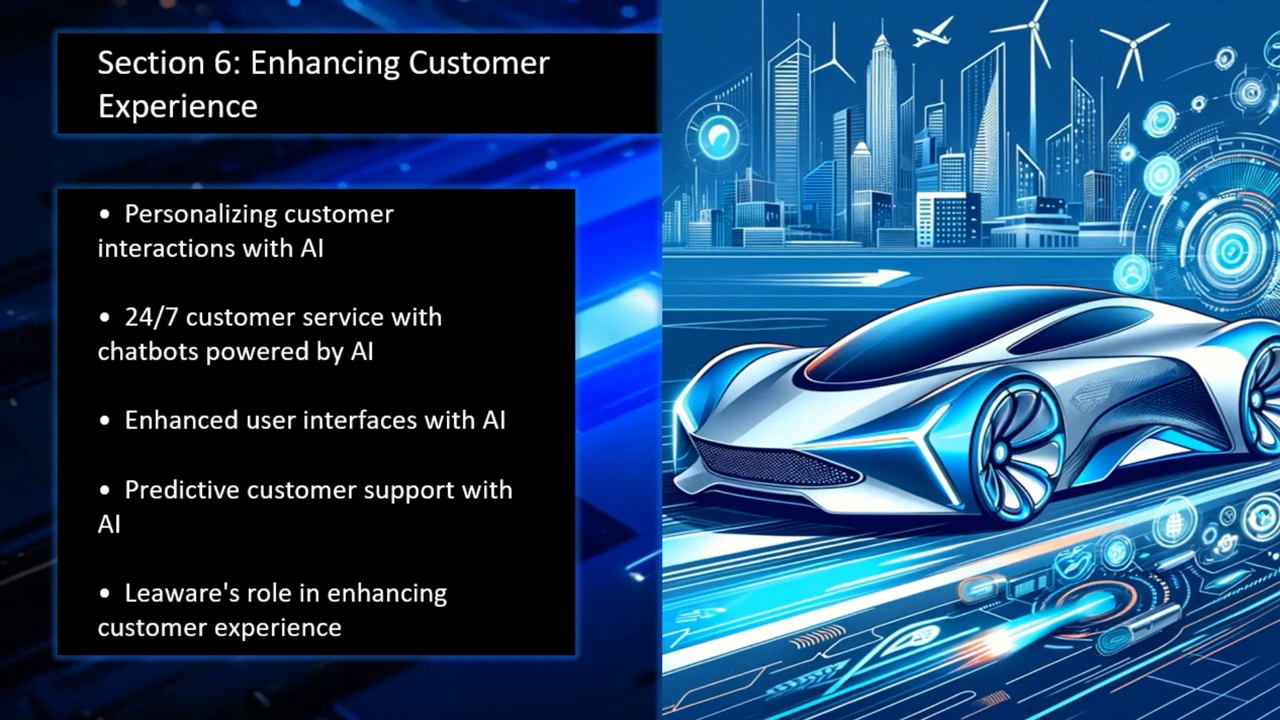 Section 6: Enhancing Customer
Experience
• Personalizing customer
interactions with AI
• 24/7 customer service with
chatbots powered by AI
• Enhanced user interfaces with AI
• Predictive customer support with
AI
• Leaware's role in enhancing
customer experience